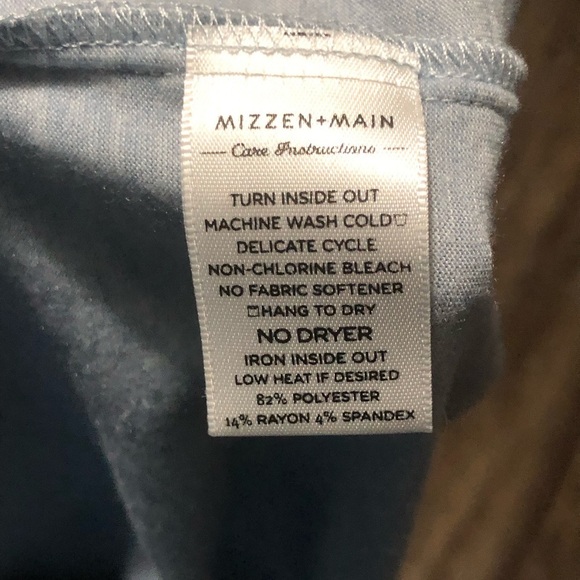 MIZZEN+MAIN
Care Instructions
TURN INSIDE OUT
MACHINE WASH COLD
DELICATE CYCLE
NON-CHLORINE BLEACH
NO FABRIC SOFTENER
HANG TO DRY
NO DRYER
IRON INSIDE OUT
LOW HEAT IF DESIRED
82% POLYESTER
14% RAYON 4% SPANDEX